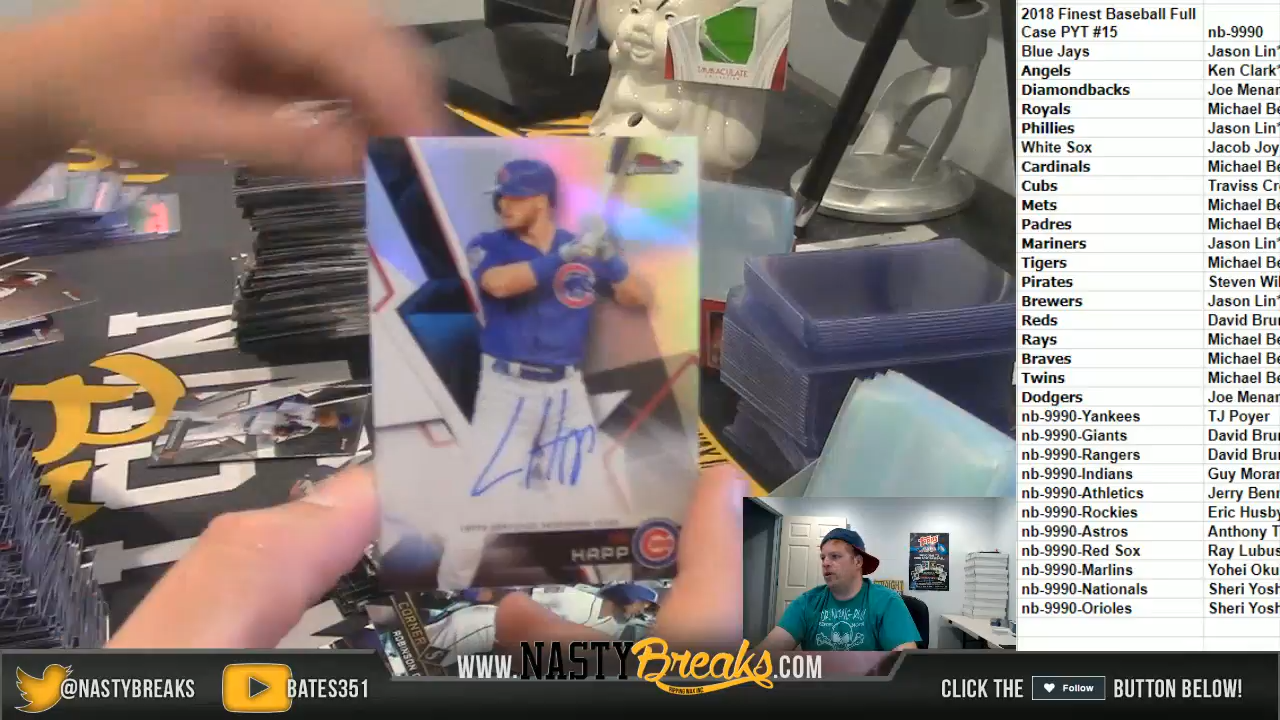 2018 Finest Baseball Full
Case PYT #15 nb-9990
Blue Jays Jason Lin*
Angels Ken Clark*
Diamondbacks Joe Menar
Royals Michael Be
Phillies Jason Lin*
White Sox Jacob Joy
Cardinals Michael Be
Cubs Traviss Cr
Mets Michael Be
Padres Michael Be
Mariners Jason Lin*
Tigers Michael Be
Pirates Steven Wil
Brewers Jason Lin*
Reds David Brun
Rays Michael Be
Braves Michael Be
Twins Michael Be
Dodgers Joe Menar
nb-9990-Yankees TJ Poyer
nb-9990-Giants David Brun
nb-9990-Rangers David Brun
nb-9990-Indians Guy Moran
nb-9990-Athletics Jerry Benn
nb-9990-Rockies Eric Husby
nb-9990-Astros Anthony T
nb-9990-Red Sox Ray Lubus
nb-9990-Marlins Yohei Oku
nb-9990-Nationals Sheri Yosh
nb-9990-Orioles Sheri Yosh
IMMACULATE
HAPP
CORNER
ROBINSON
@NASTYBREAKS
BATES351
WWW.NASTYBreaks.COM
RIPPING WAX INC
CLICK THE Follow BUTTON BELOW!